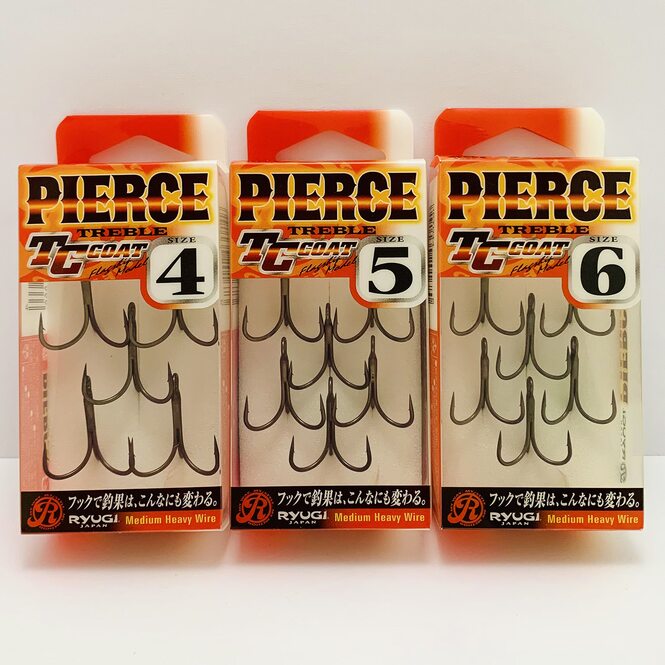 PIERCE
TREBLE
TC COAT
SIZE
4
フックで釣果は、こんなにも変わる。
R
RYUGI
JAPAN
Medium Heavy Wire
PIERCE
TREBLE
TC COAT
SIZE
5
フックで釣果は、こんなにも変わる。
R
RYUGI
JAPAN
Medium Heavy Wire
PIERCE
TREBLE
TC COAT
SIZE
6
フックで釣果は、こんなにも変わる。
R
RYUGI
JAPAN
Medium Heavy Wire